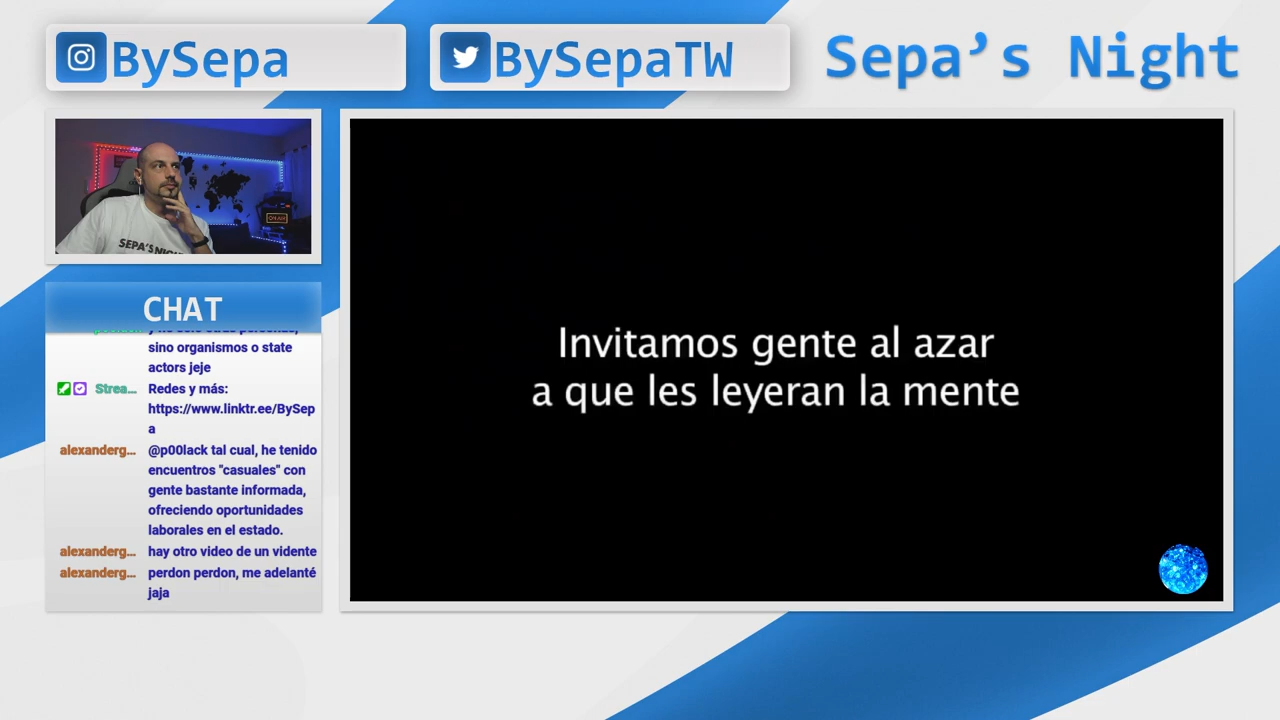 BySepa
BySepaTW
Sepa's Night
SEPA'S
ON AIR
CHAT
sino organismos o state
actors jeje
Strea... Redes y más:
https://www.linktr.ee/BySep
a
alexanderg... @p00lack tal cual, he tenido
encuentros "casuales" con
gente bastante informada,
ofreciendo oportunidades
laborales en el estado.
alexanderg... hay otro video de un vidente
alexanderg... perdon perdon, me adelanté
jaja
Invitamos gente al azar
a que les leyeran la mente